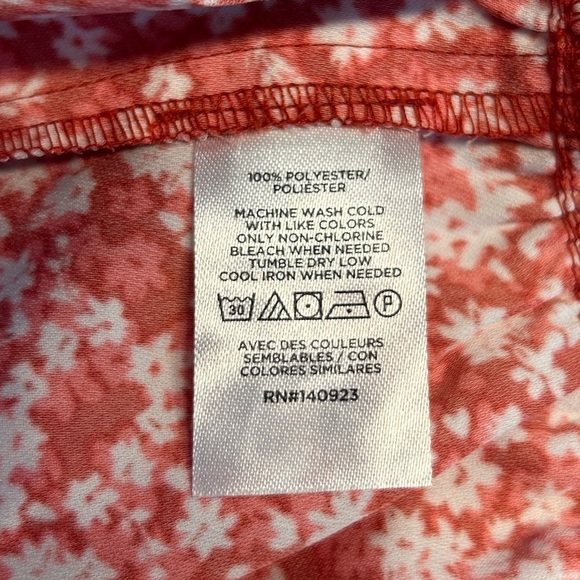 100% POLYESTER/
POLIÉSTER
MACHINE WASH COLD
WITH LIKE COLORS
ONLY NON-CHLORINE
BLEACH WHEN NEEDED
TUMBLE DRY LOW
COOL IRON WHEN NEEDED
30 P
AVEC DES COULEURS
SEMBLABLES / CON
COLORES SIMILARES
RN#140923